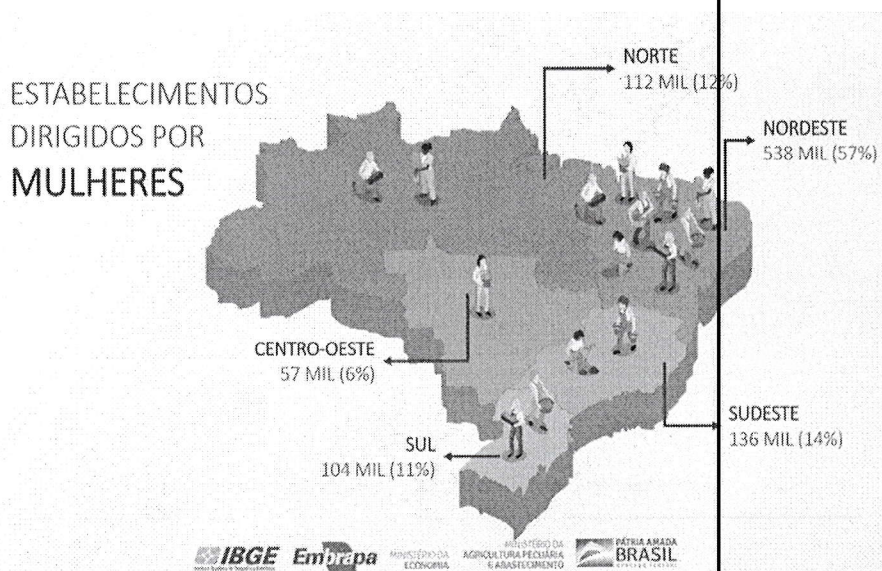 ESTABELECIMENTOS
DIRIGIDOS POR
MULHERES
NORTE
112 MIL (12%)
NORDESTE
538 MIL (57%)
CENTRO-OESTE
57 MIL (6%)
SUDESTE
136 MIL (14%)
SUL
104 MIL (11%)
IBGE
Embrapa
MINISTÉRIO DA
ECONOMIA
MINISTÉRIO DA
AGRICULTURA PECUÁRIA
E ABASTECIMENTO
PÁTRIA AMADA
BRASIL